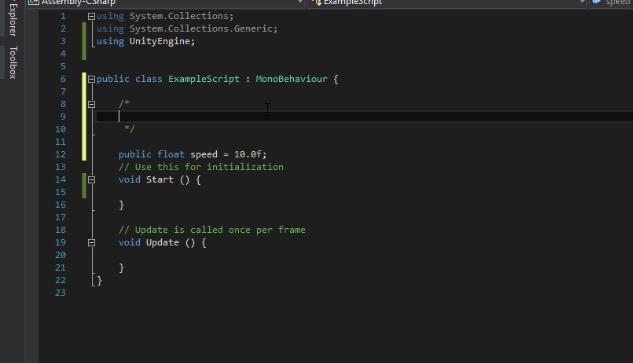 Assembly-CSharp ExampleScript speed
Explorer
Toolbox
1 using System.Collections;
2 using System.Collections.Generic;
3 using UnityEngine;
4
5
6 public class ExampleScript : MonoBehaviour {
7
8 /*
9
10 */
11
12 public float speed = 10.0f;
13 // Use this for initialization
14 void Start () {
15
16 }
17
18 // Update is called once per frame
19 void Update () {
20
21 }
22 }
23